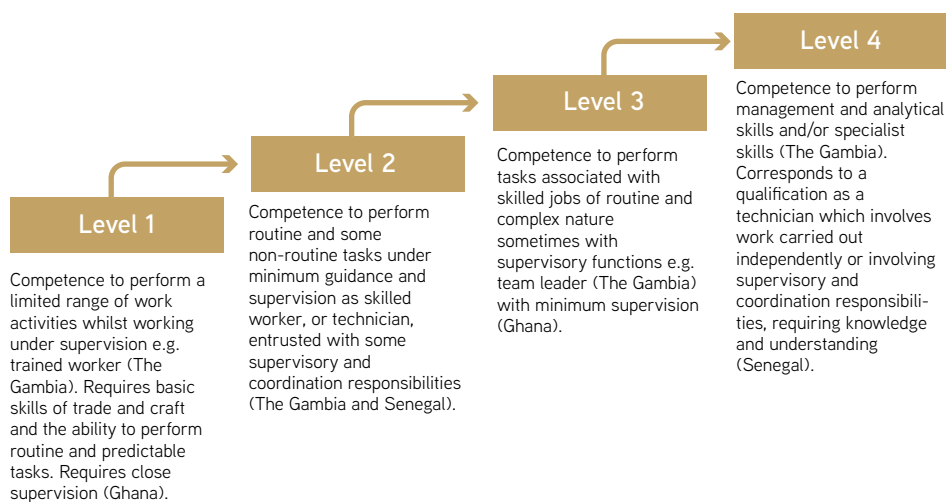 Level 1
Competence to perform a
limited range of work
activities whilst working
under supervision e.g.
trained worker (The
Gambia). Requires basic
skills of trade and craft
and the ability to perform
routine and predictable
tasks. Requires close
supervision (Ghana).
Level 2
Competence to perform
routine and some
non-routine tasks under
minimum guidance and
supervision as skilled
worker, or technician,
entrusted with some
supervisory and
coordination responsibilities
(The Gambia and Senegal).
Level 3
Competence to perform
tasks associated with
skilled jobs of routine and
complex nature
sometimes with
supervisory functions e.g.
team leader (The Gambia)
with minimum supervision
(Ghana).
Level 4
Competence to perform
management and analytical
skills and/or specialist
skills (The Gambia).
Corresponds to a
qualification as a
technician which involves
work carried out
independently or involving
supervisory and
coordination responsibili-
ties, requiring knowledge
and understanding
(Senegal).